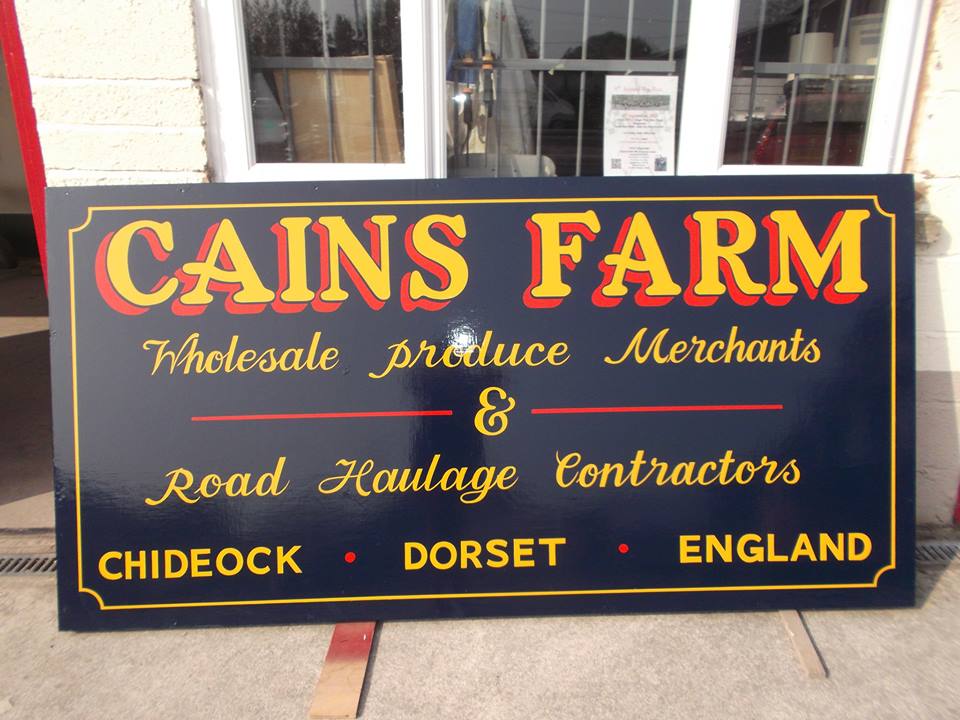 CAINS FARM
Wholesale produce Merchants
&
Road Haulage Contractors
CHIDEOCK • DORSET • ENGLAND